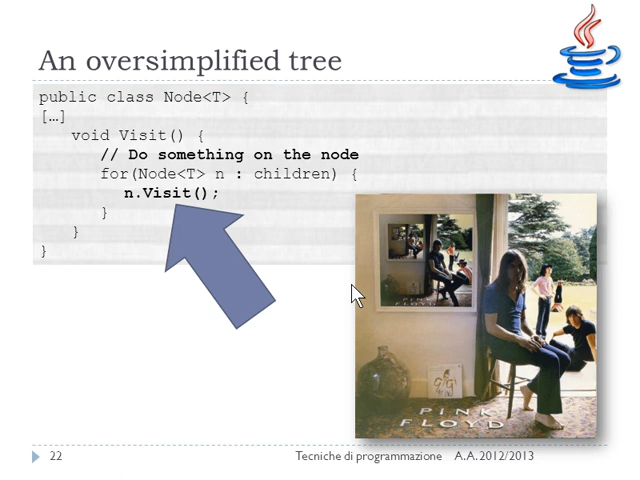 An oversimplified tree
public class Node<T> {
[…]
void Visit() {
// Do something on the node
for(Node<T> n : children) {
n.Visit();
}
}
}
GIGI
PINK
FLOYD
22
Tecniche di programmazione A.A. 2012/2013